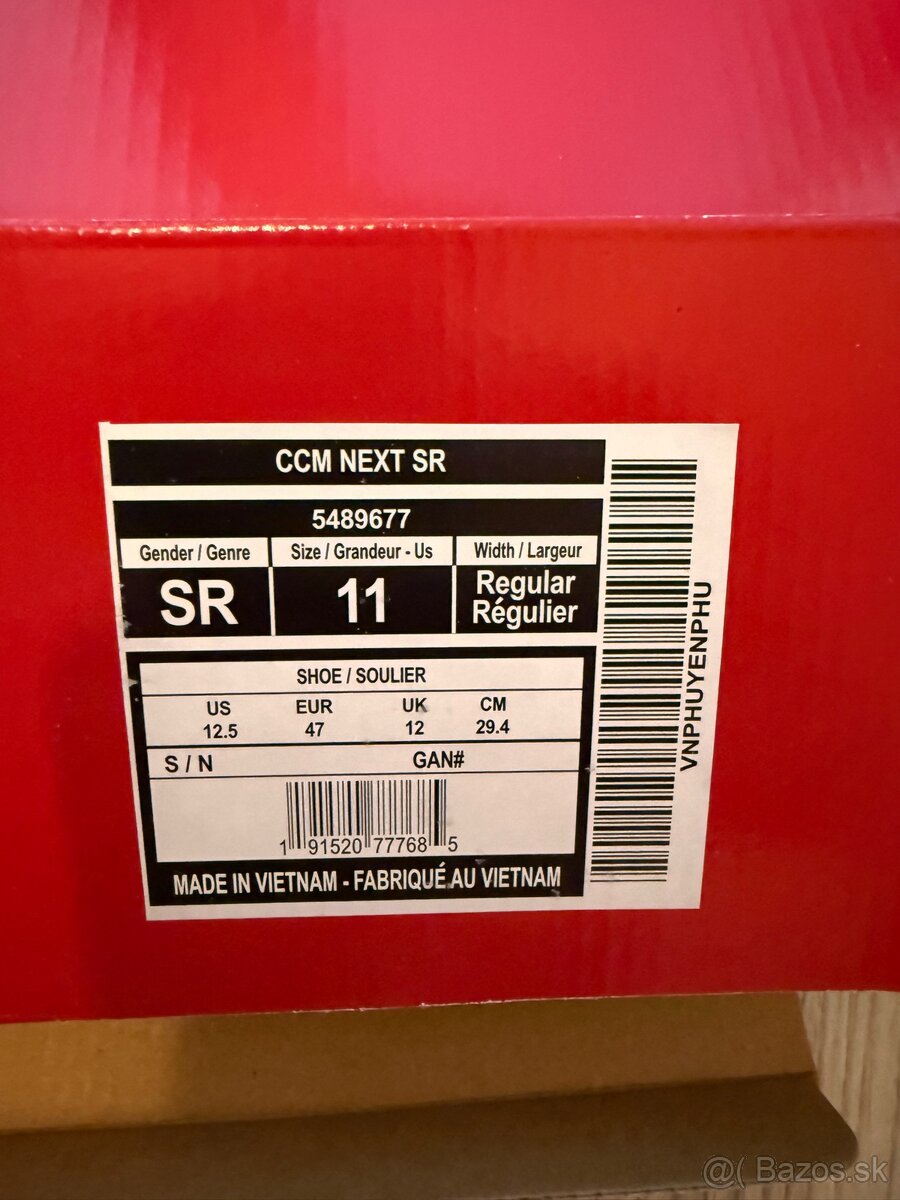 CCM NEXT SR
5489677
Gender / Genre Size / Grandeur - Us Width / Largeur
SR 11 Regular
Régulier
SHOE / SOULIER
US EUR UK CM
12.5 47 12 29.4
S / N GAN#
1 91520 77768 5
MADE IN VIETNAM - FABRIQUÉ AU VIETNAM
VNPHUYENPHU
@( Bazos.sk